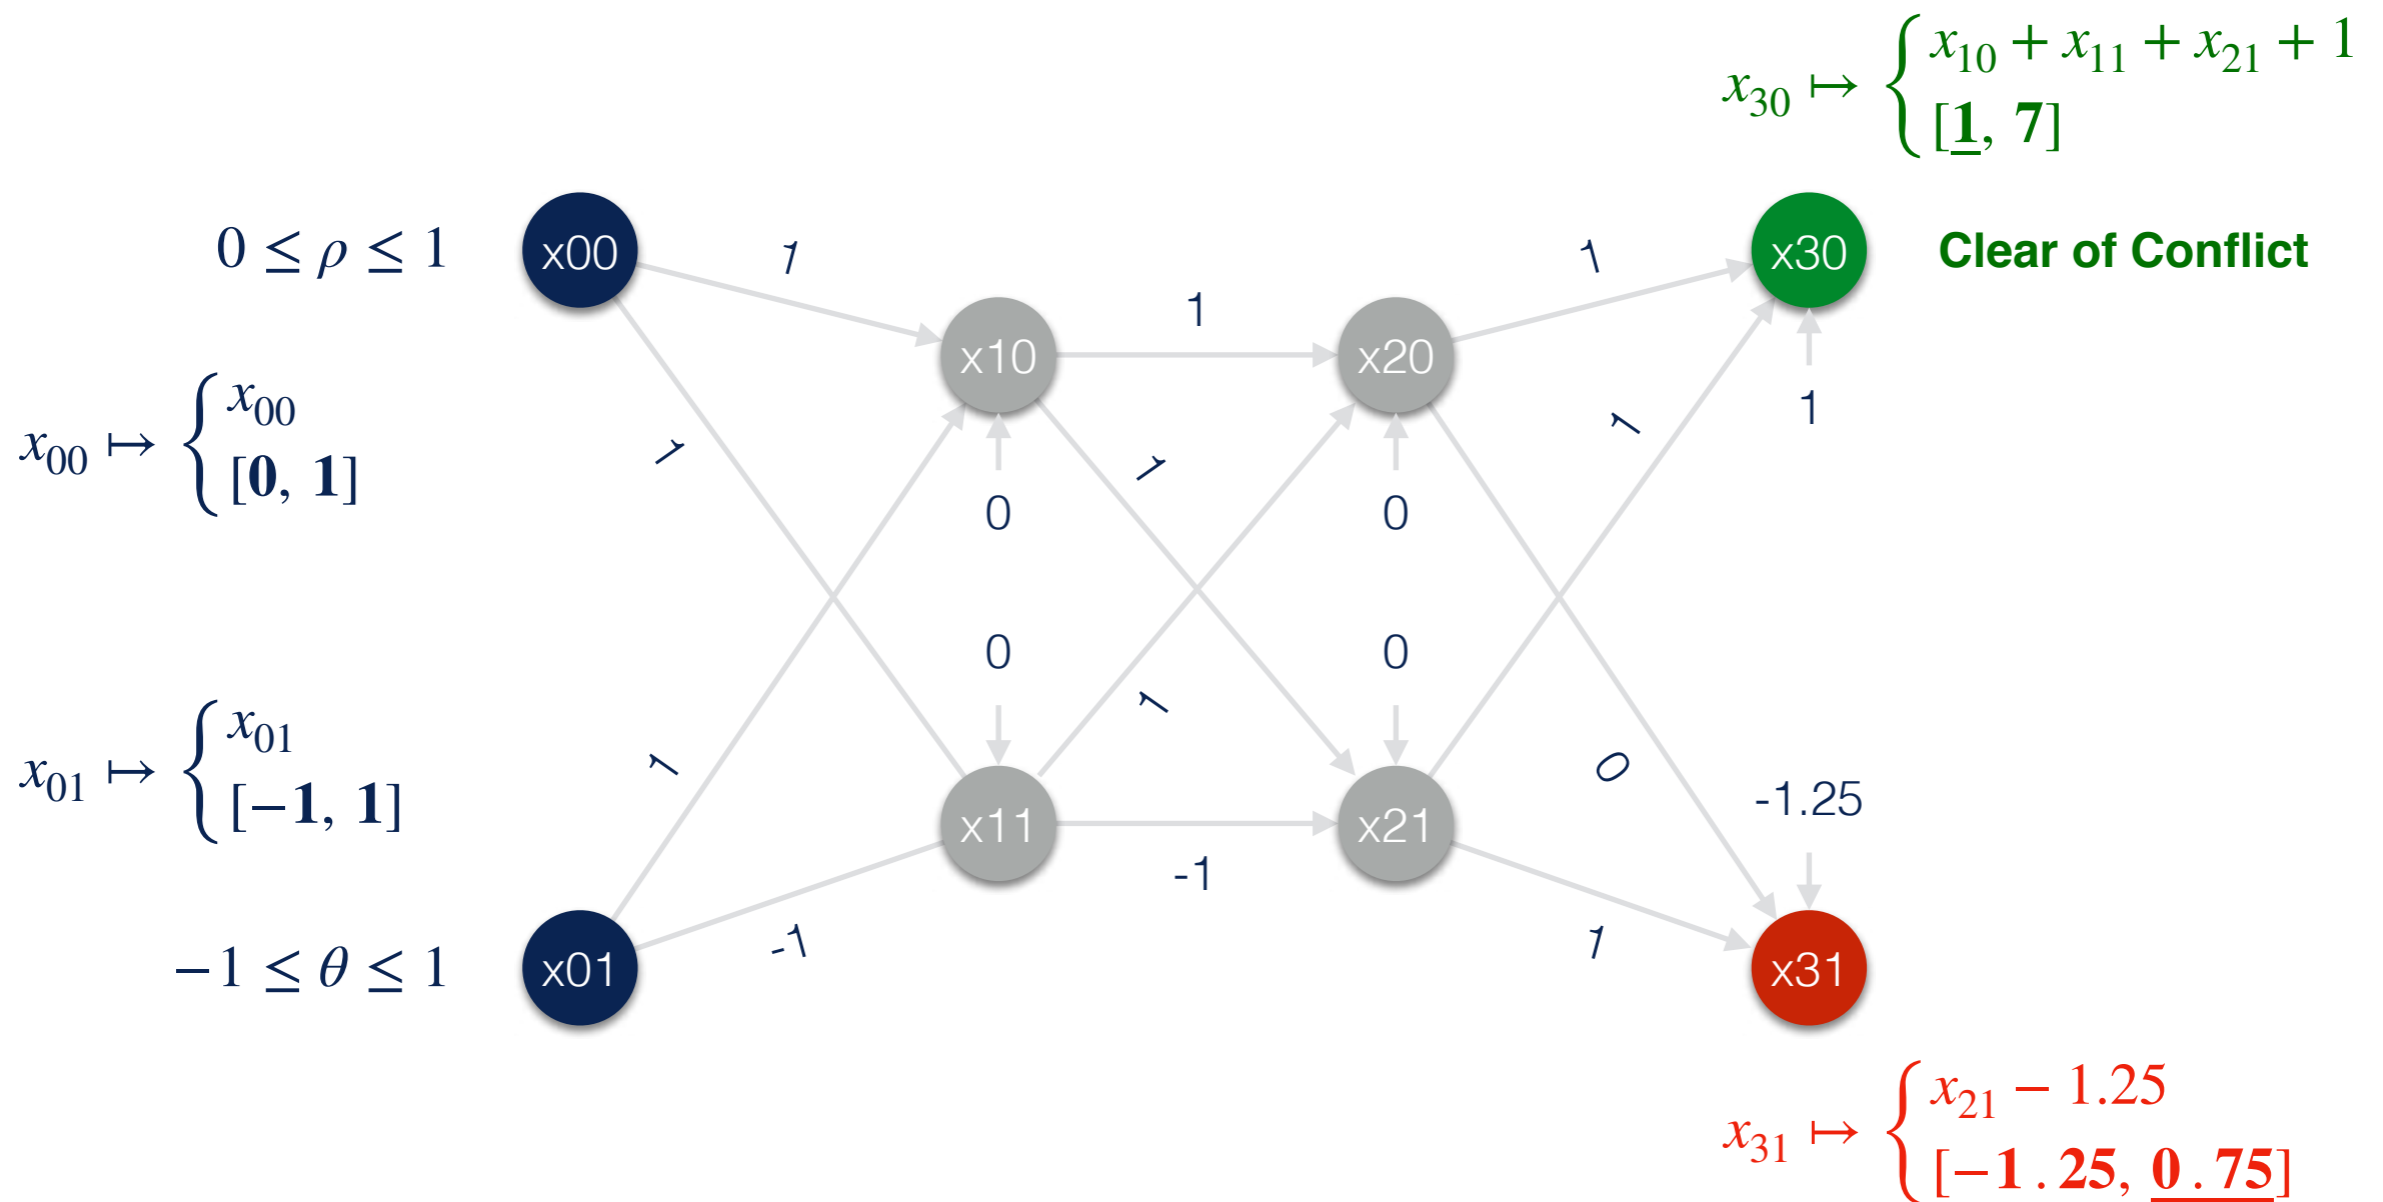 x₃₀ ↦ { x₁₀ + x₁₁ + x₂₁ + 1
[1, 7]
0 ≤ ρ ≤ 1
x00
1
1
x30
Clear of Conflict
1
x10
x20
x₀₀ ↦ { x₀₀
[0, 1]
1
1
1
1
0
0
0
0
x₀₁ ↦ { x₀₁
[−1, 1]
1
1
0
-1.25
x11
x21
-1
-1
1
−1 ≤ θ ≤ 1
x01
x31
x₃₁ ↦ { x₂₁ − 1.25
[−1.25, 0.75]